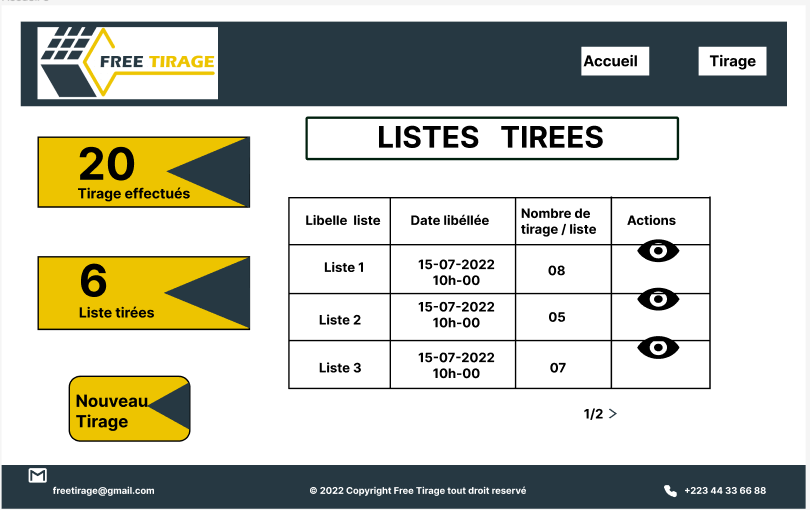 FREE TIRAGE
Accueil
Tirage
LISTES TIREES
20
Tirage effectués
6
Liste tirées
Nouveau
Tirage
Libelle liste
Date libéllée
Nombre de
tirage / liste
Actions
Liste 1
15-07-2022
10h-00
08
Liste 2
15-07-2022
10h-00
05
Liste 3
15-07-2022
10h-00
07
1/2 >
freetirage@gmail.com
© 2022 Copyright Free Tirage tout droit reservé
+223 44 33 66 88